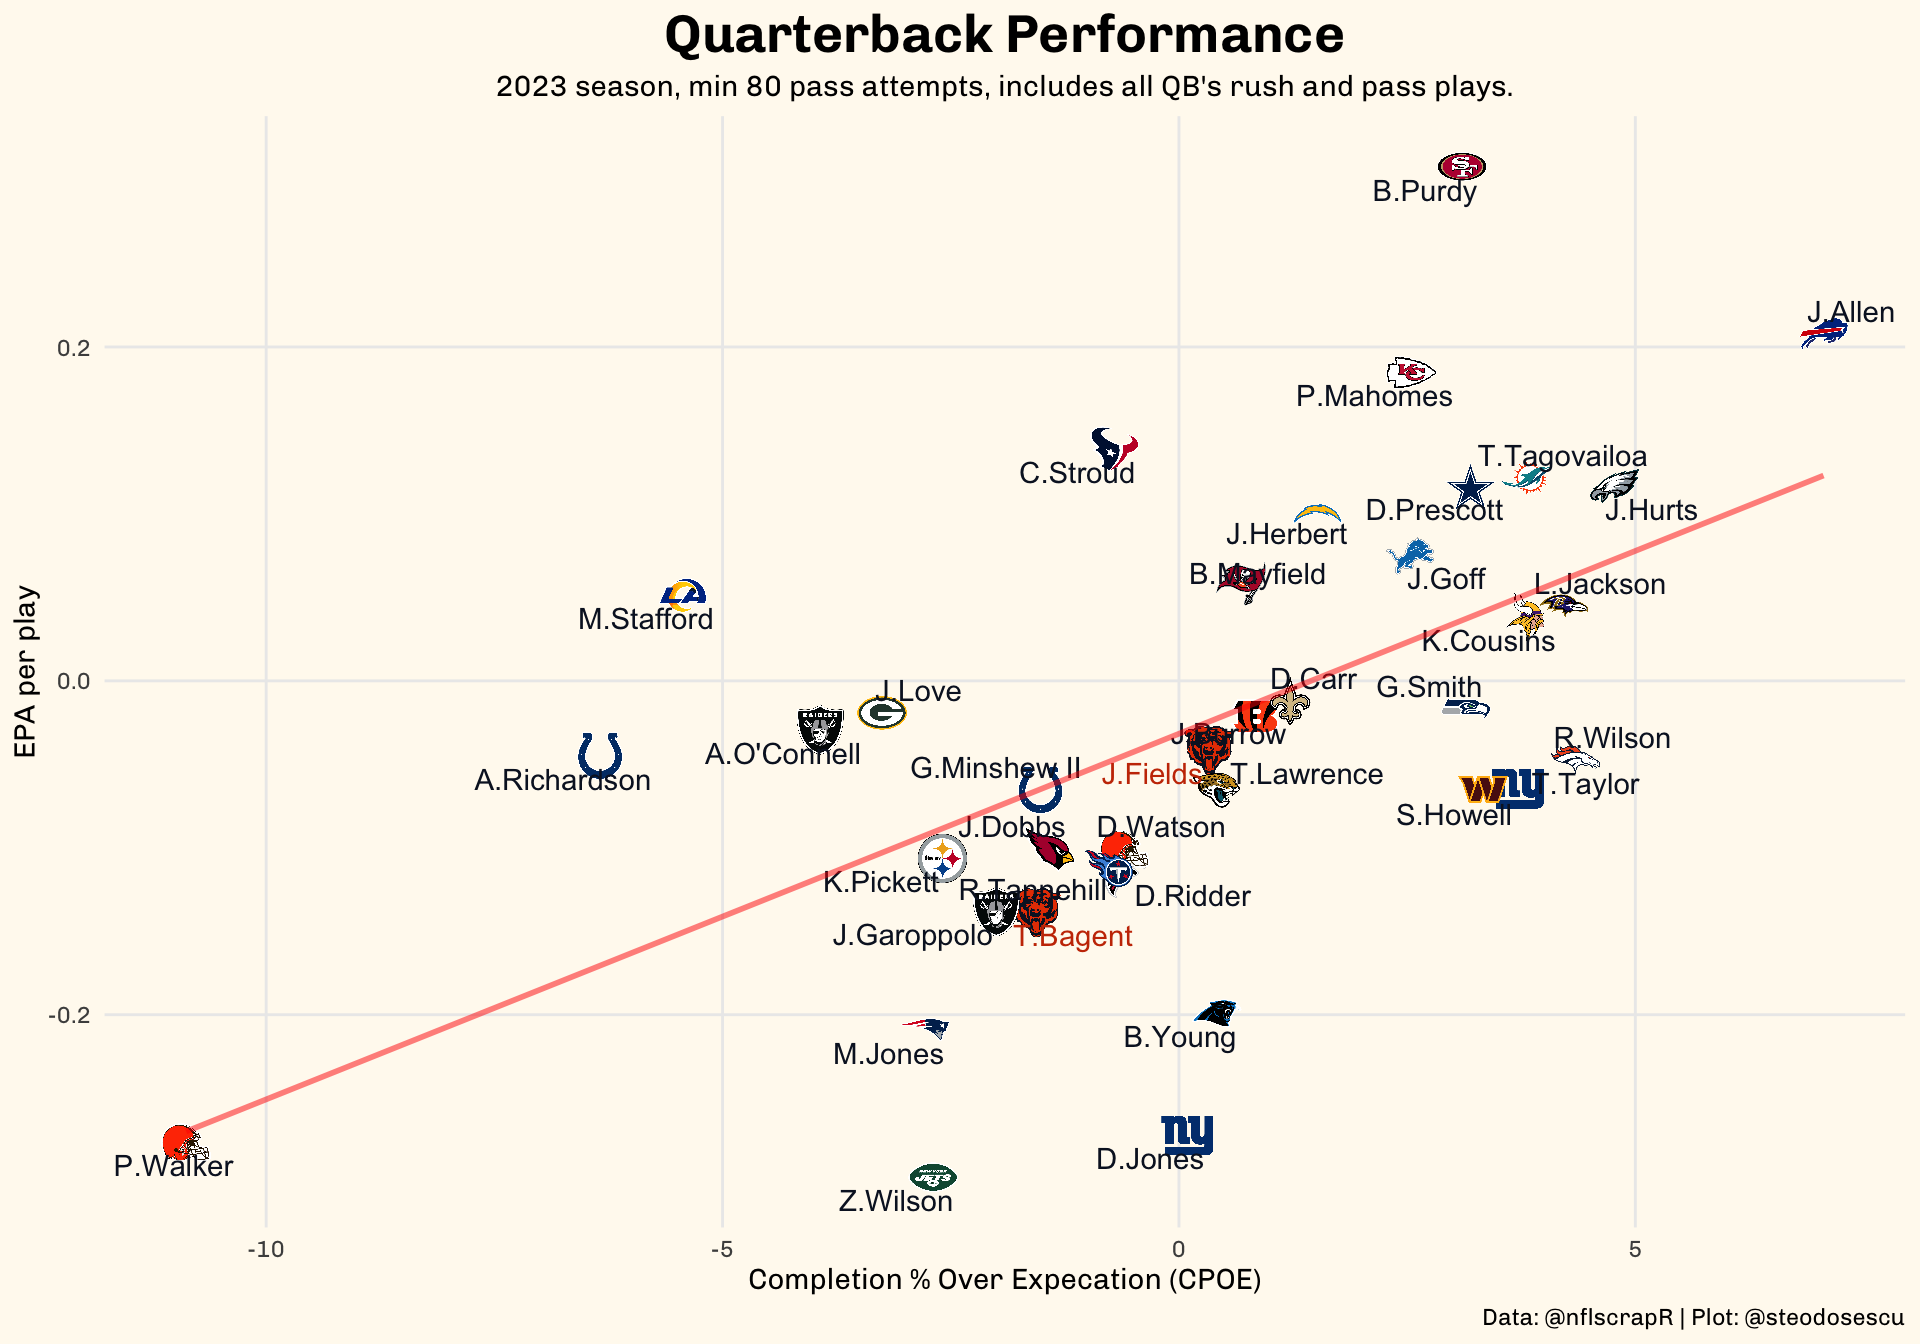 Quarterback Performance
2023 season, min 80 pass attempts, includes all QB's rush and pass plays.
B.Purdy
J.Allen
0.2
P.Mahomes
T.Tagovailoa
C.Stroud
D.Prescott
J.Hurts
J.Herbert
B.Mayfield
J.Goff
L.Jackson
M.Stafford
K.Cousins
EPA per play
0.0
D.Carr
G.Smith
J.Love
J.Burrow
R.Wilson
A.O'Connell
G.Minshew II
A.Richardson
J.Fields
T.Lawrence
T.Taylor
S.Howell
J.Dobbs
D.Watson
K.Pickett
R.Tannehill
D.Ridder
J.Garoppolo
T.Bagent
-0.2
B.Young
M.Jones
ny
D.Jones
P.Walker
JETS
Z.Wilson
-10
-5
0
5
Completion % Over Expecation (CPOE)
Data: @nflscrapR | Plot: @steodosescu